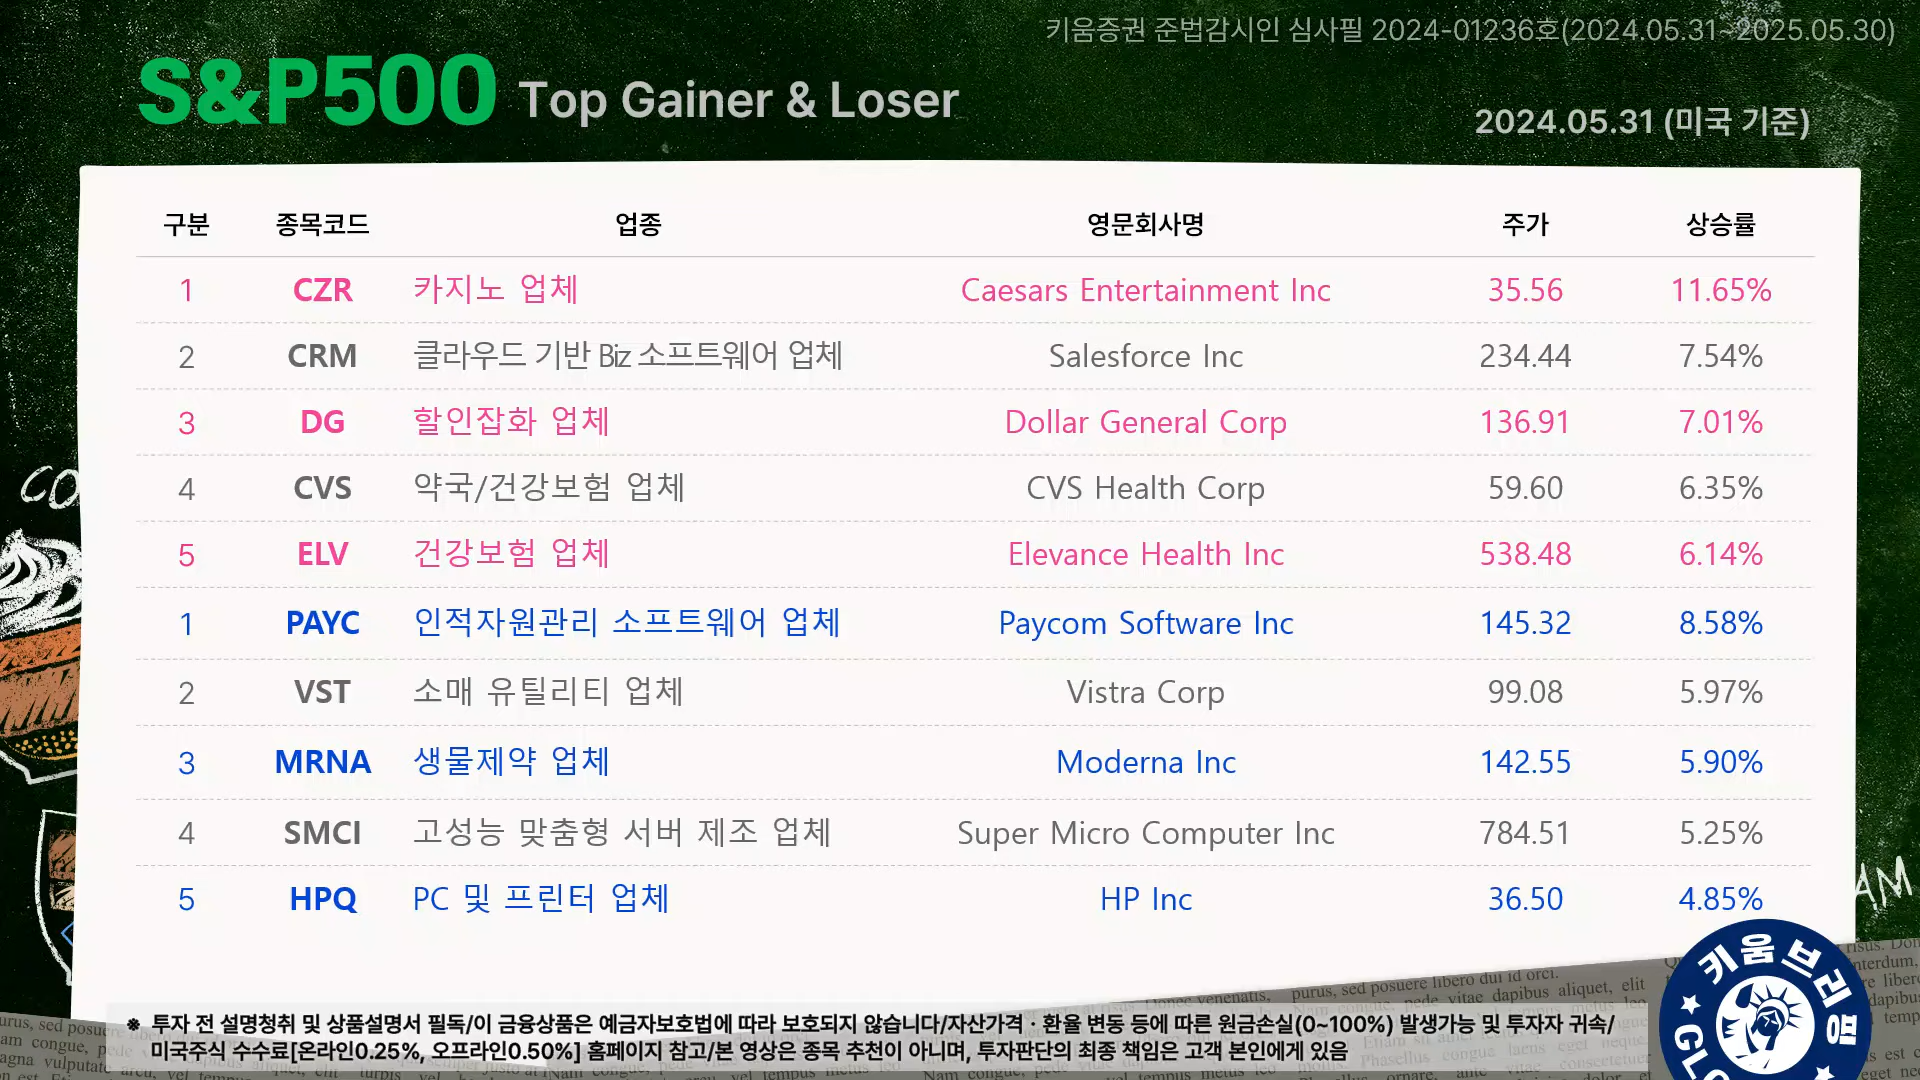 키움증권 준법감시인 심사필 2024-01236호(2024.05.31~2025.05.30)
S&P500 Top Gainer & Loser
2024.05.31 (미국 기준)
구분 종목코드 업종 영문회사명 주가 상승률
1 CZR 카지노 업체 Caesars Entertainment Inc 35.56 11.65%
2 CRM 클라우드 기반 Biz 소프트웨어 업체 Salesforce Inc 234.44 7.54%
3 DG 할인잡화 업체 Dollar General Corp 136.91 7.01%
4 CVS 약국/건강보험 업체 CVS Health Corp 59.60 6.35%
5 ELV 건강보험 업체 Elevance Health Inc 538.48 6.14%
1 PAYC 인적자원관리 소프트웨어 업체 Paycom Software Inc 145.32 8.58%
2 VST 소매 유틸리티 업체 Vistra Corp 99.08 5.97%
3 MRNA 생물제약 업체 Moderna Inc 142.55 5.90%
4 SMCI 고성능 맞춤형 서버 제조 업체 Super Micro Computer Inc 784.51 5.25%
5 HPQ PC 및 프린터 업체 HP Inc 36.50 4.85%
키움브리핑
※ 투자 전 설명청취 및 상품설명서 필독/이 금융상품은 예금자보호법에 따라 보호되지 않습니다/자산가격 · 환율 변동 등에 따른 원금손실(0~100%) 발생가능 및 투자자 귀속/
미국주식 수수료[온라인0.25%, 오프라인0.50%] 홈페이지 참고/본 영상은 종목 추천이 아니며, 투자판단의 최종 책임은 고객 본인에게 있음